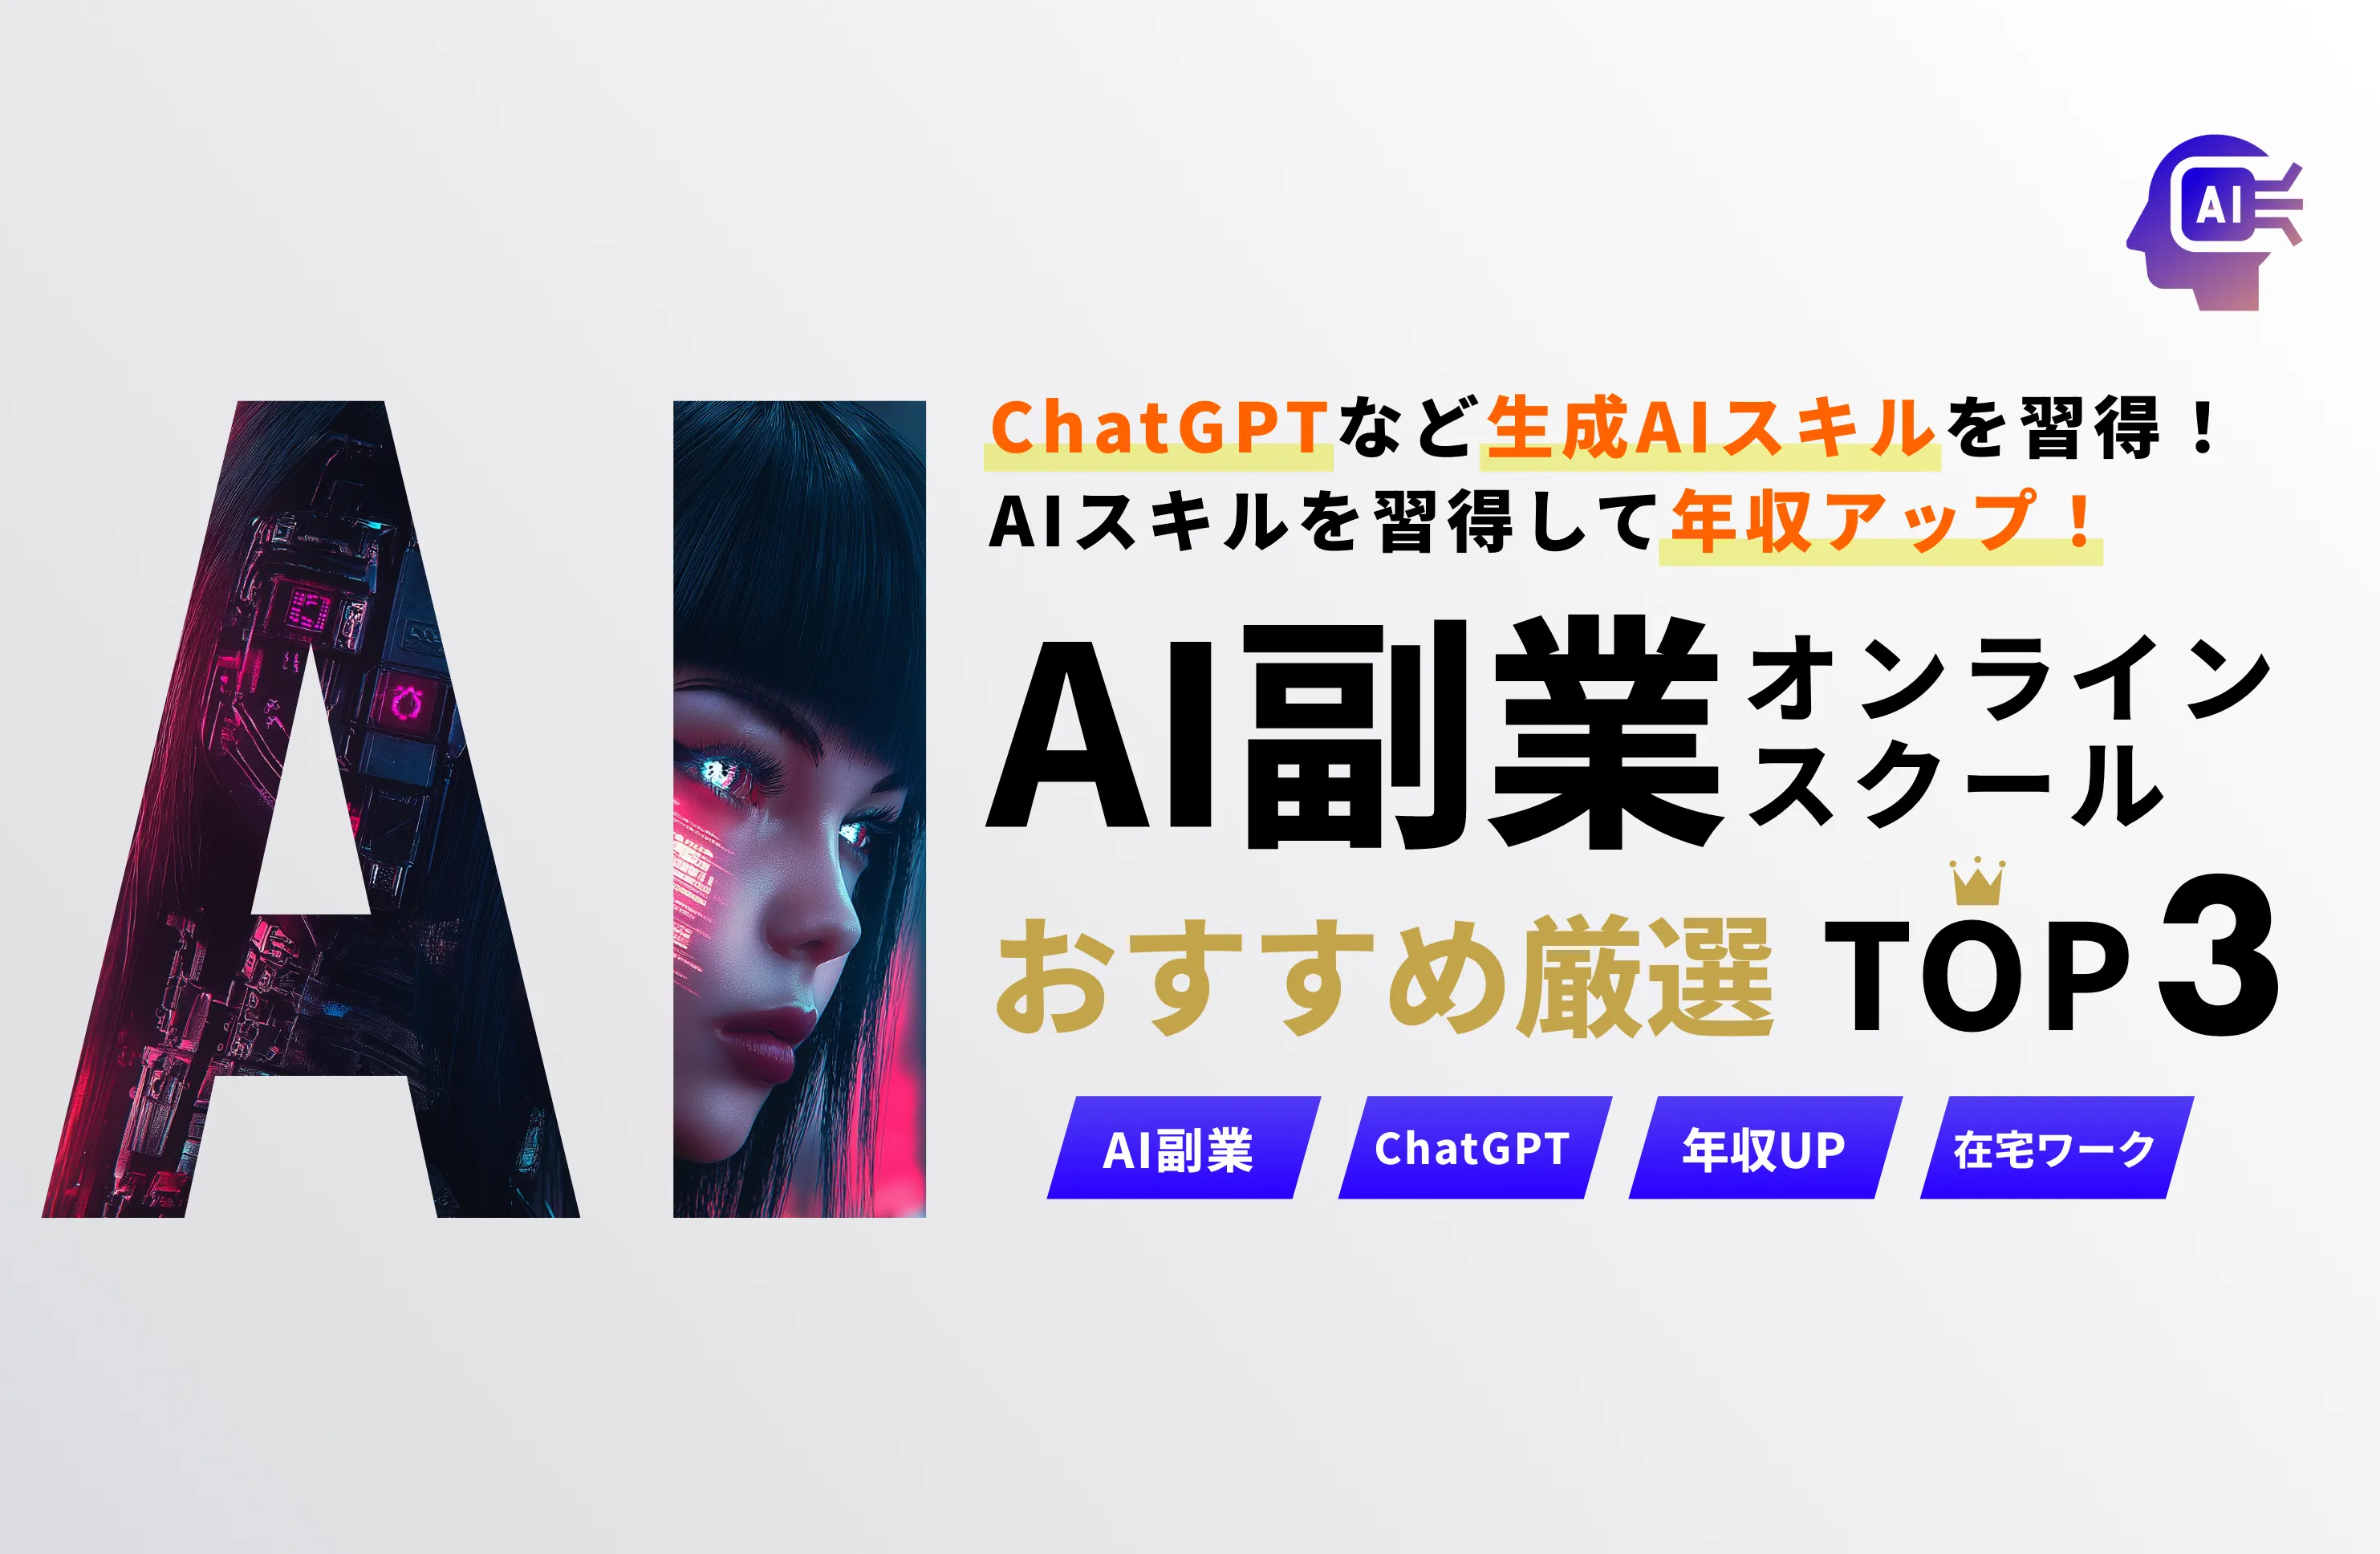 AI
AI
ChatGPTなど生成AIスキルを習得！
AIスキルを習得して年収アップ！
AI副業オンライン
スクール
おすすめ厳選 TOP3
AI副業 ChatGPT 年収UP 在宅ワーク